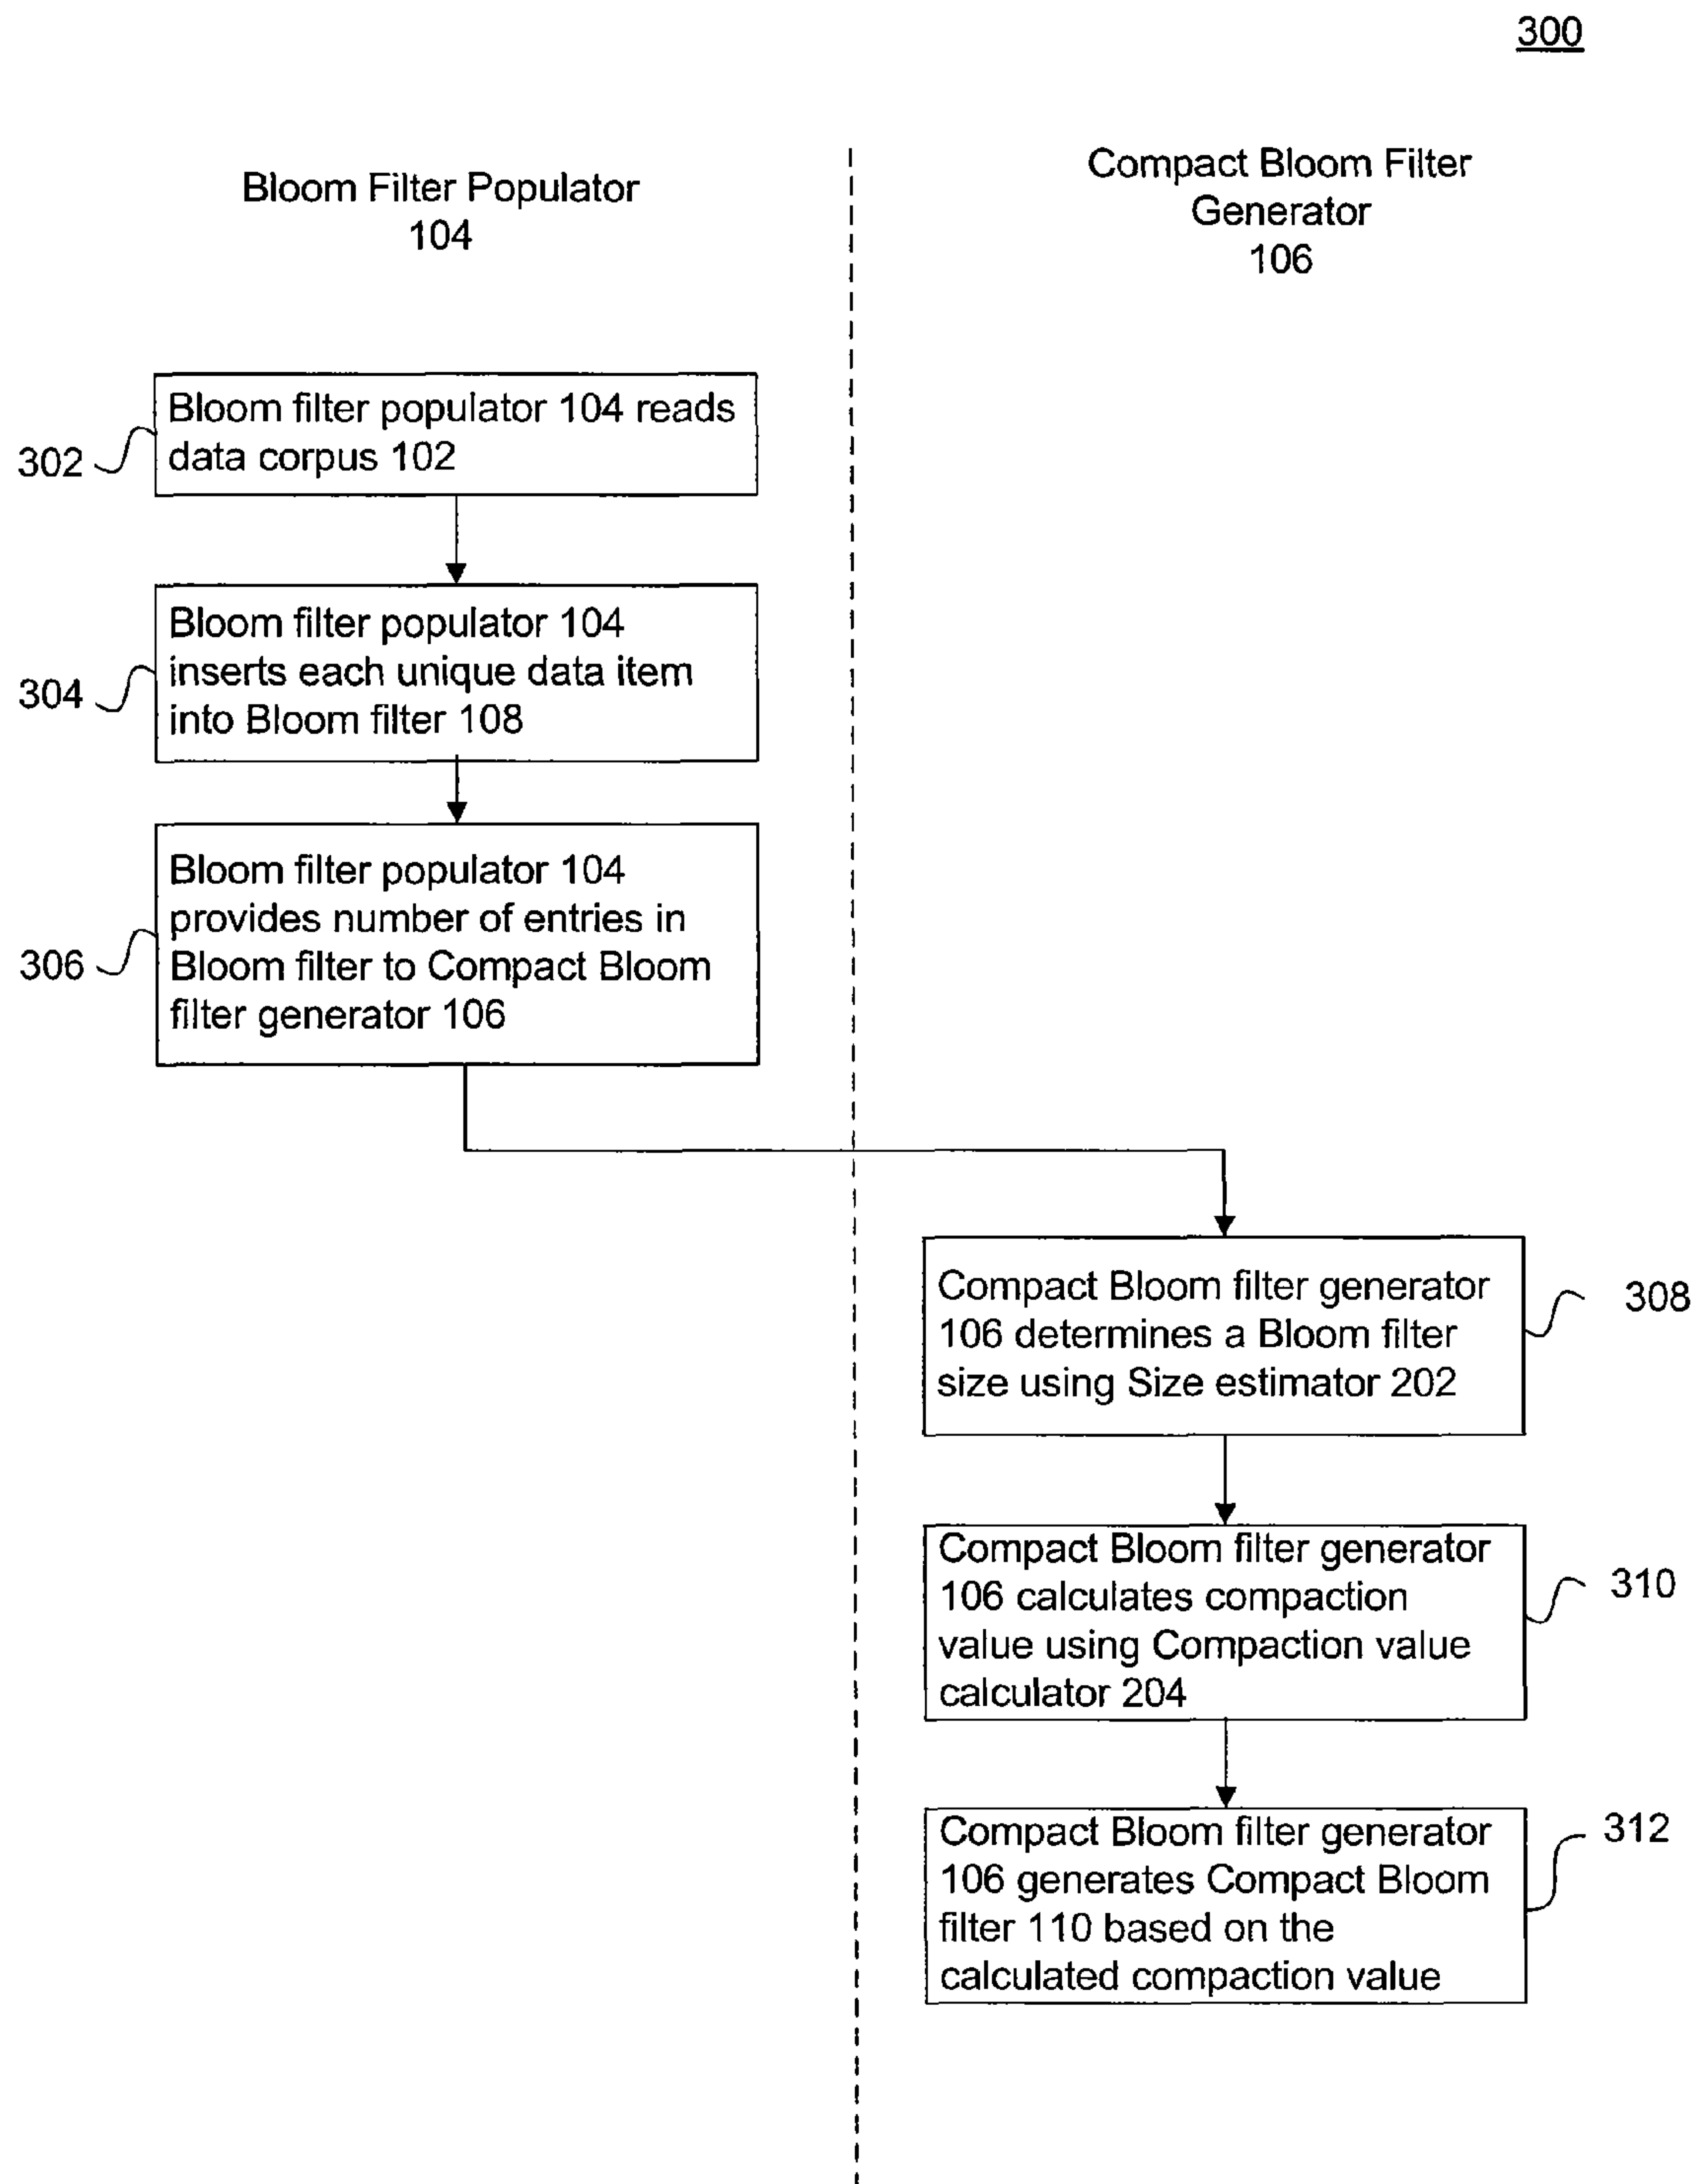 300
Bloom Filter Populator
104
Compact Bloom Filter
Generator
106
Bloom filter populator 104 reads
data corpus 102
302
Bloom filter populator 104
inserts each unique data item
into Bloom filter 108
304
Bloom filter populator 104
provides number of entries in
Bloom filter to Compact Bloom
filter generator 106
306
Compact Bloom filter generator
106 determines a Bloom filter
size using Size estimator 202
308
Compact Bloom filter generator
106 calculates compaction
value using Compaction value
calculator 204
310
Compact Bloom filter generator
106 generates Compact Bloom
filter 110 based on the
calculated compaction value
312